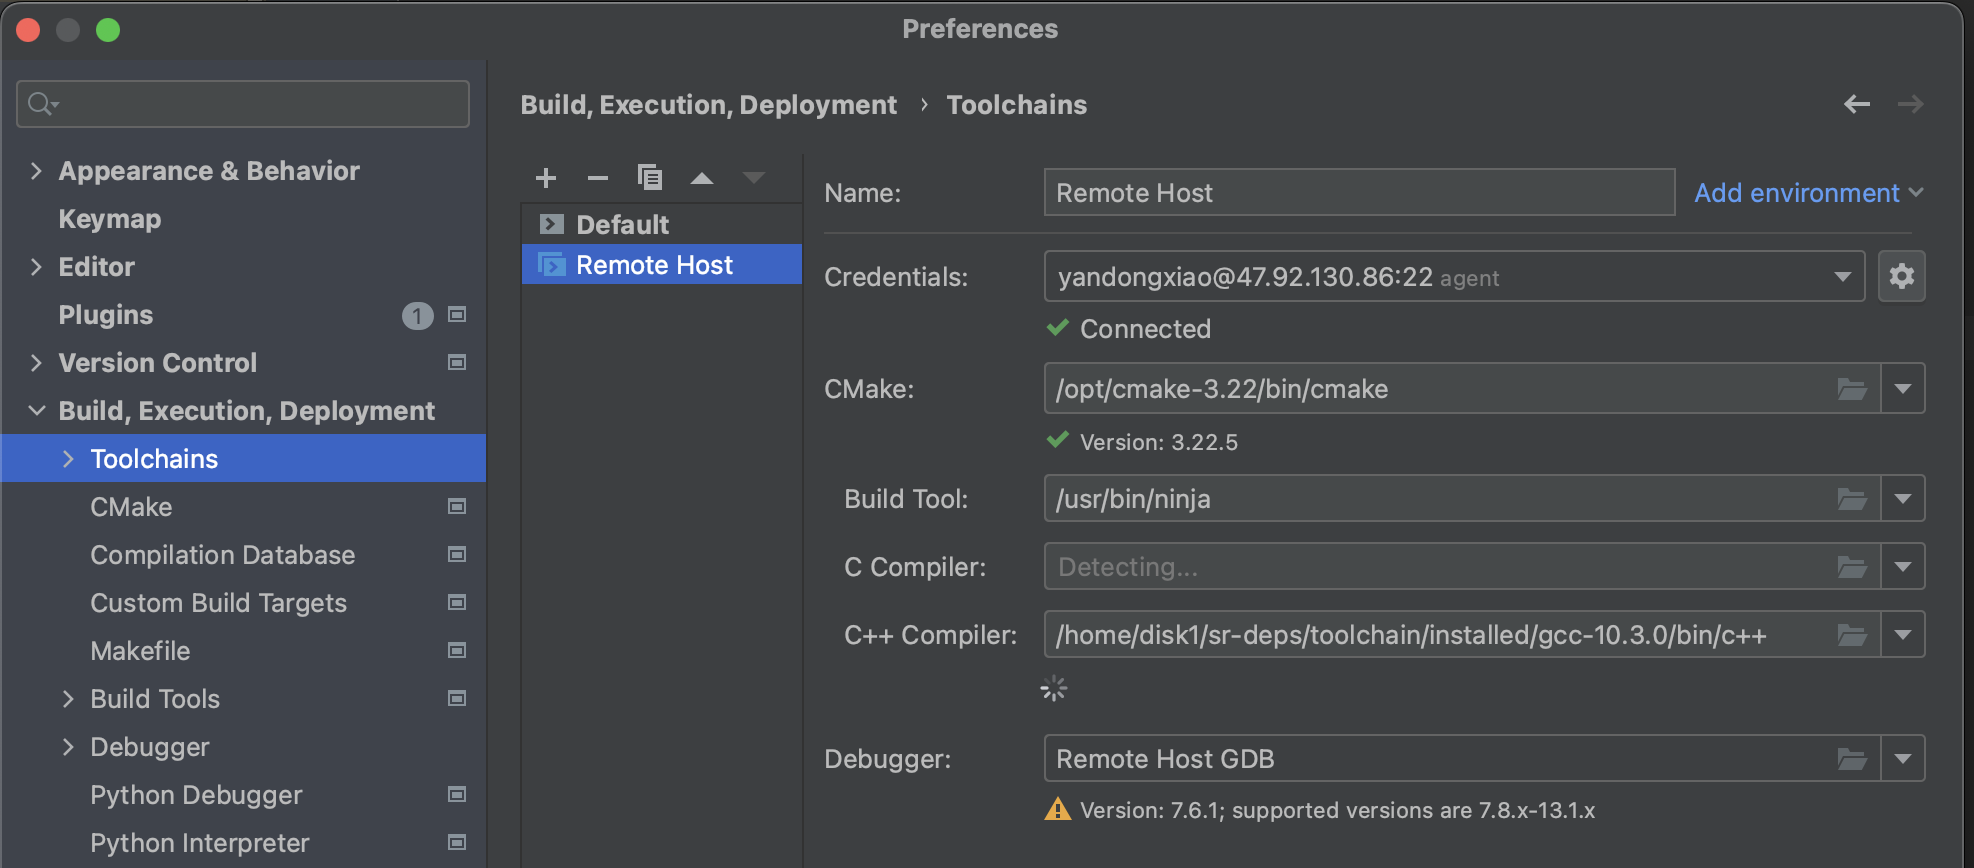 Preferences
Appearance & Behavior
Keymap
Editor
Plugins 1
Version Control
Build, Execution, Deployment
Toolchains
CMake
Compilation Database
Custom Build Targets
Makefile
Build Tools
Debugger
Python Debugger
Python Interpreter
Build, Execution, Deployment › Toolchains
Default
Remote Host
Name: Remote Host Add environment
Credentials: yandongxiao@47.92.130.86:22 agent
Connected
CMake: /opt/cmake-3.22/bin/cmake
Version: 3.22.5
Build Tool: /usr/bin/ninja
C Compiler: Detecting...
C++ Compiler: /home/disk1/sr-deps/toolchain/installed/gcc-10.3.0/bin/c++
Debugger: Remote Host GDB
Version: 7.6.1; supported versions are 7.8.x-13.1.x